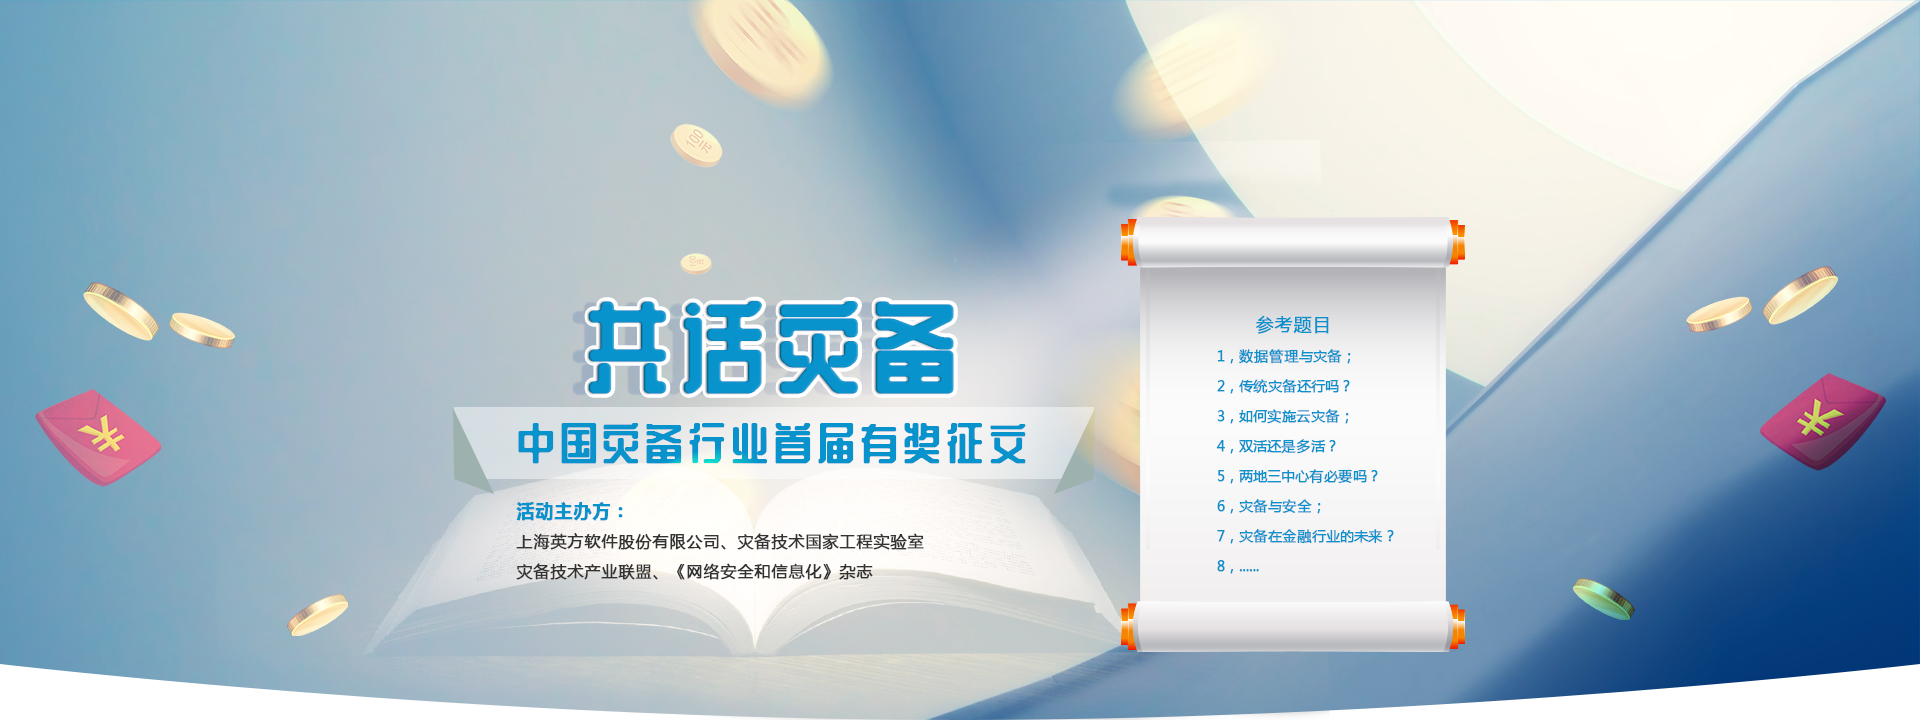 100元
共话灾备
中国灾备行业首届有奖征文
活动主办方：
上海英方软件股份有限公司、灾备技术国家工程实验室
灾备技术产业联盟、《网络安全和信息化》杂志
参考题目
1，数据管理与灾备；
2，传统灾备还行吗？
3，如何实施云灾备；
4，双活还是多活？
5，两地三中心有必要吗？
6，灾备与安全；
7，灾备在金融行业的未来？
8，......
¥
¥